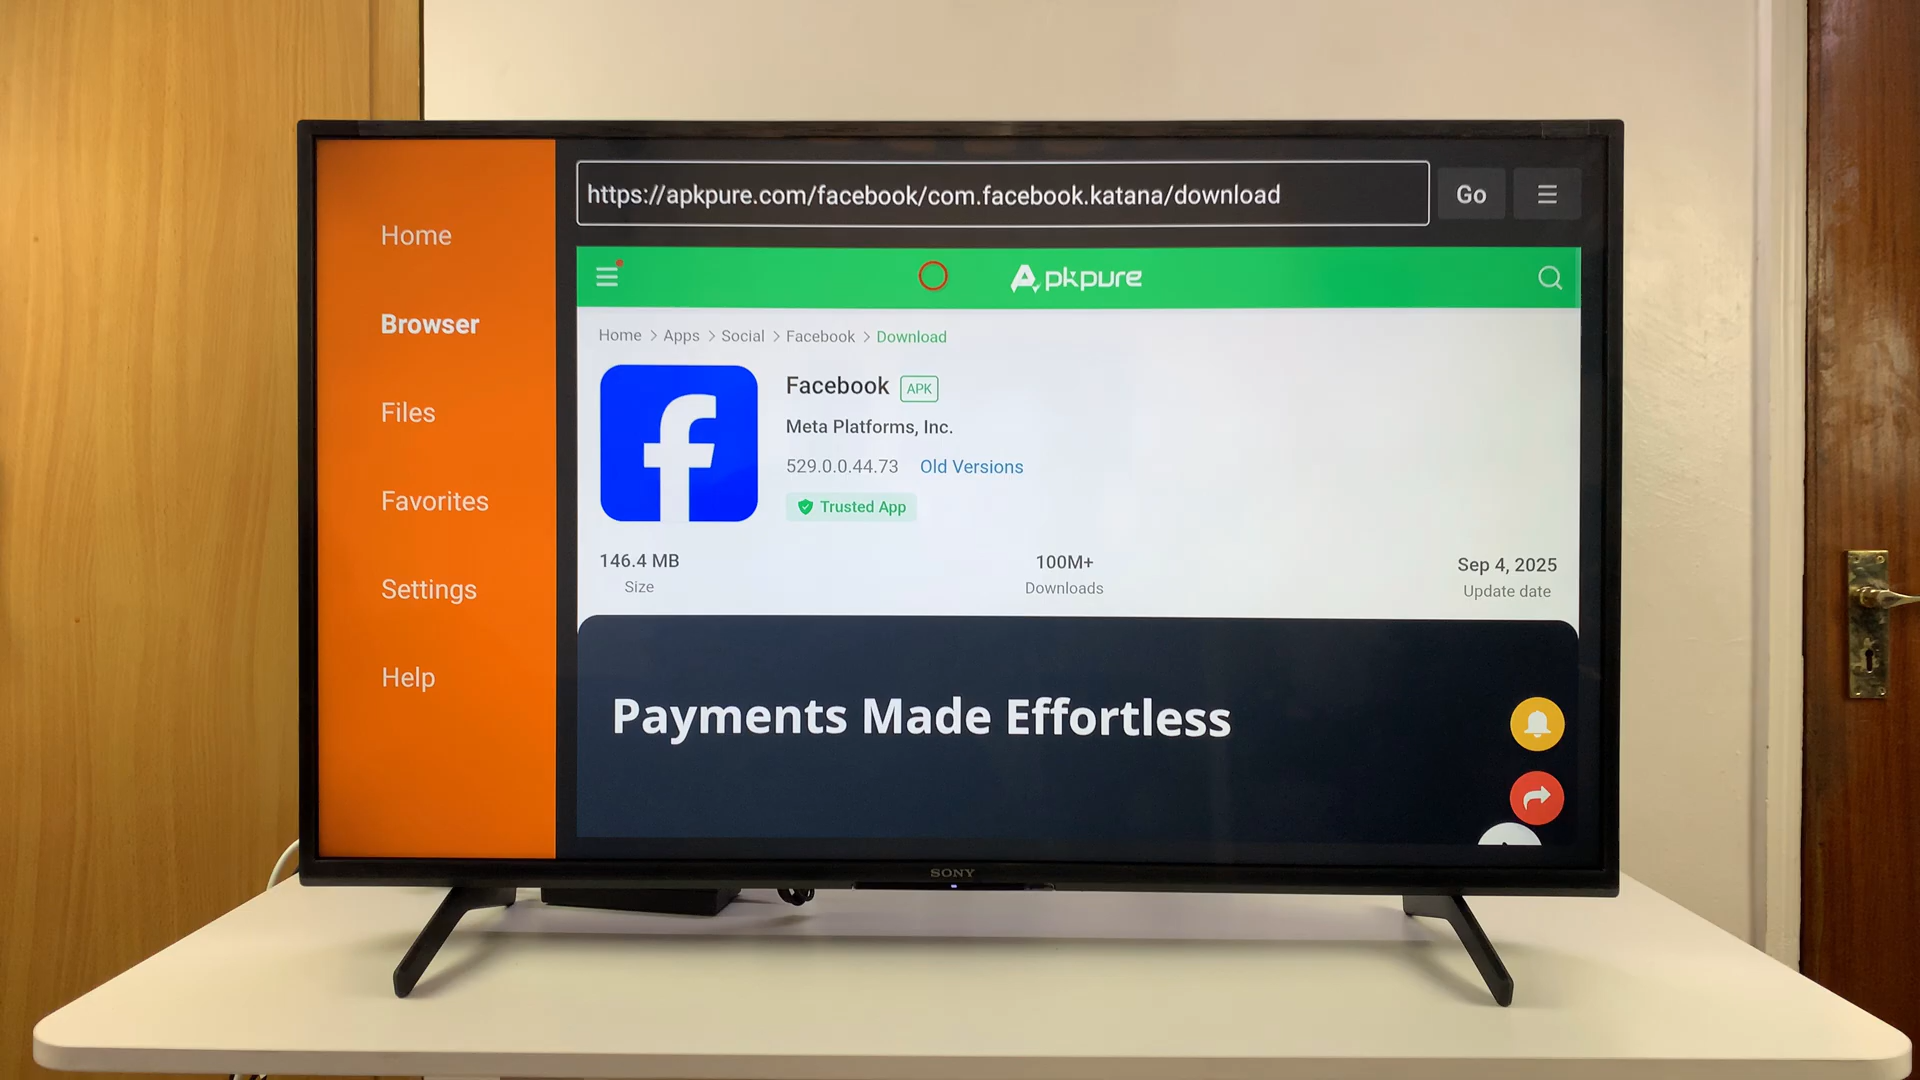 https://apkpure.com/facebook/com.facebook.katana/download
Go
Home
Browser
Files
Favorites
Settings
Help
Apkpure
Home > Apps > Social > Facebook > Download
Facebook APK
Meta Platforms, Inc.
529.0.0.44.73 Old Versions
Trusted App
146.4 MB
Size
100M+
Downloads
Sep 4, 2025
Update date
Payments Made Effortless
SONY